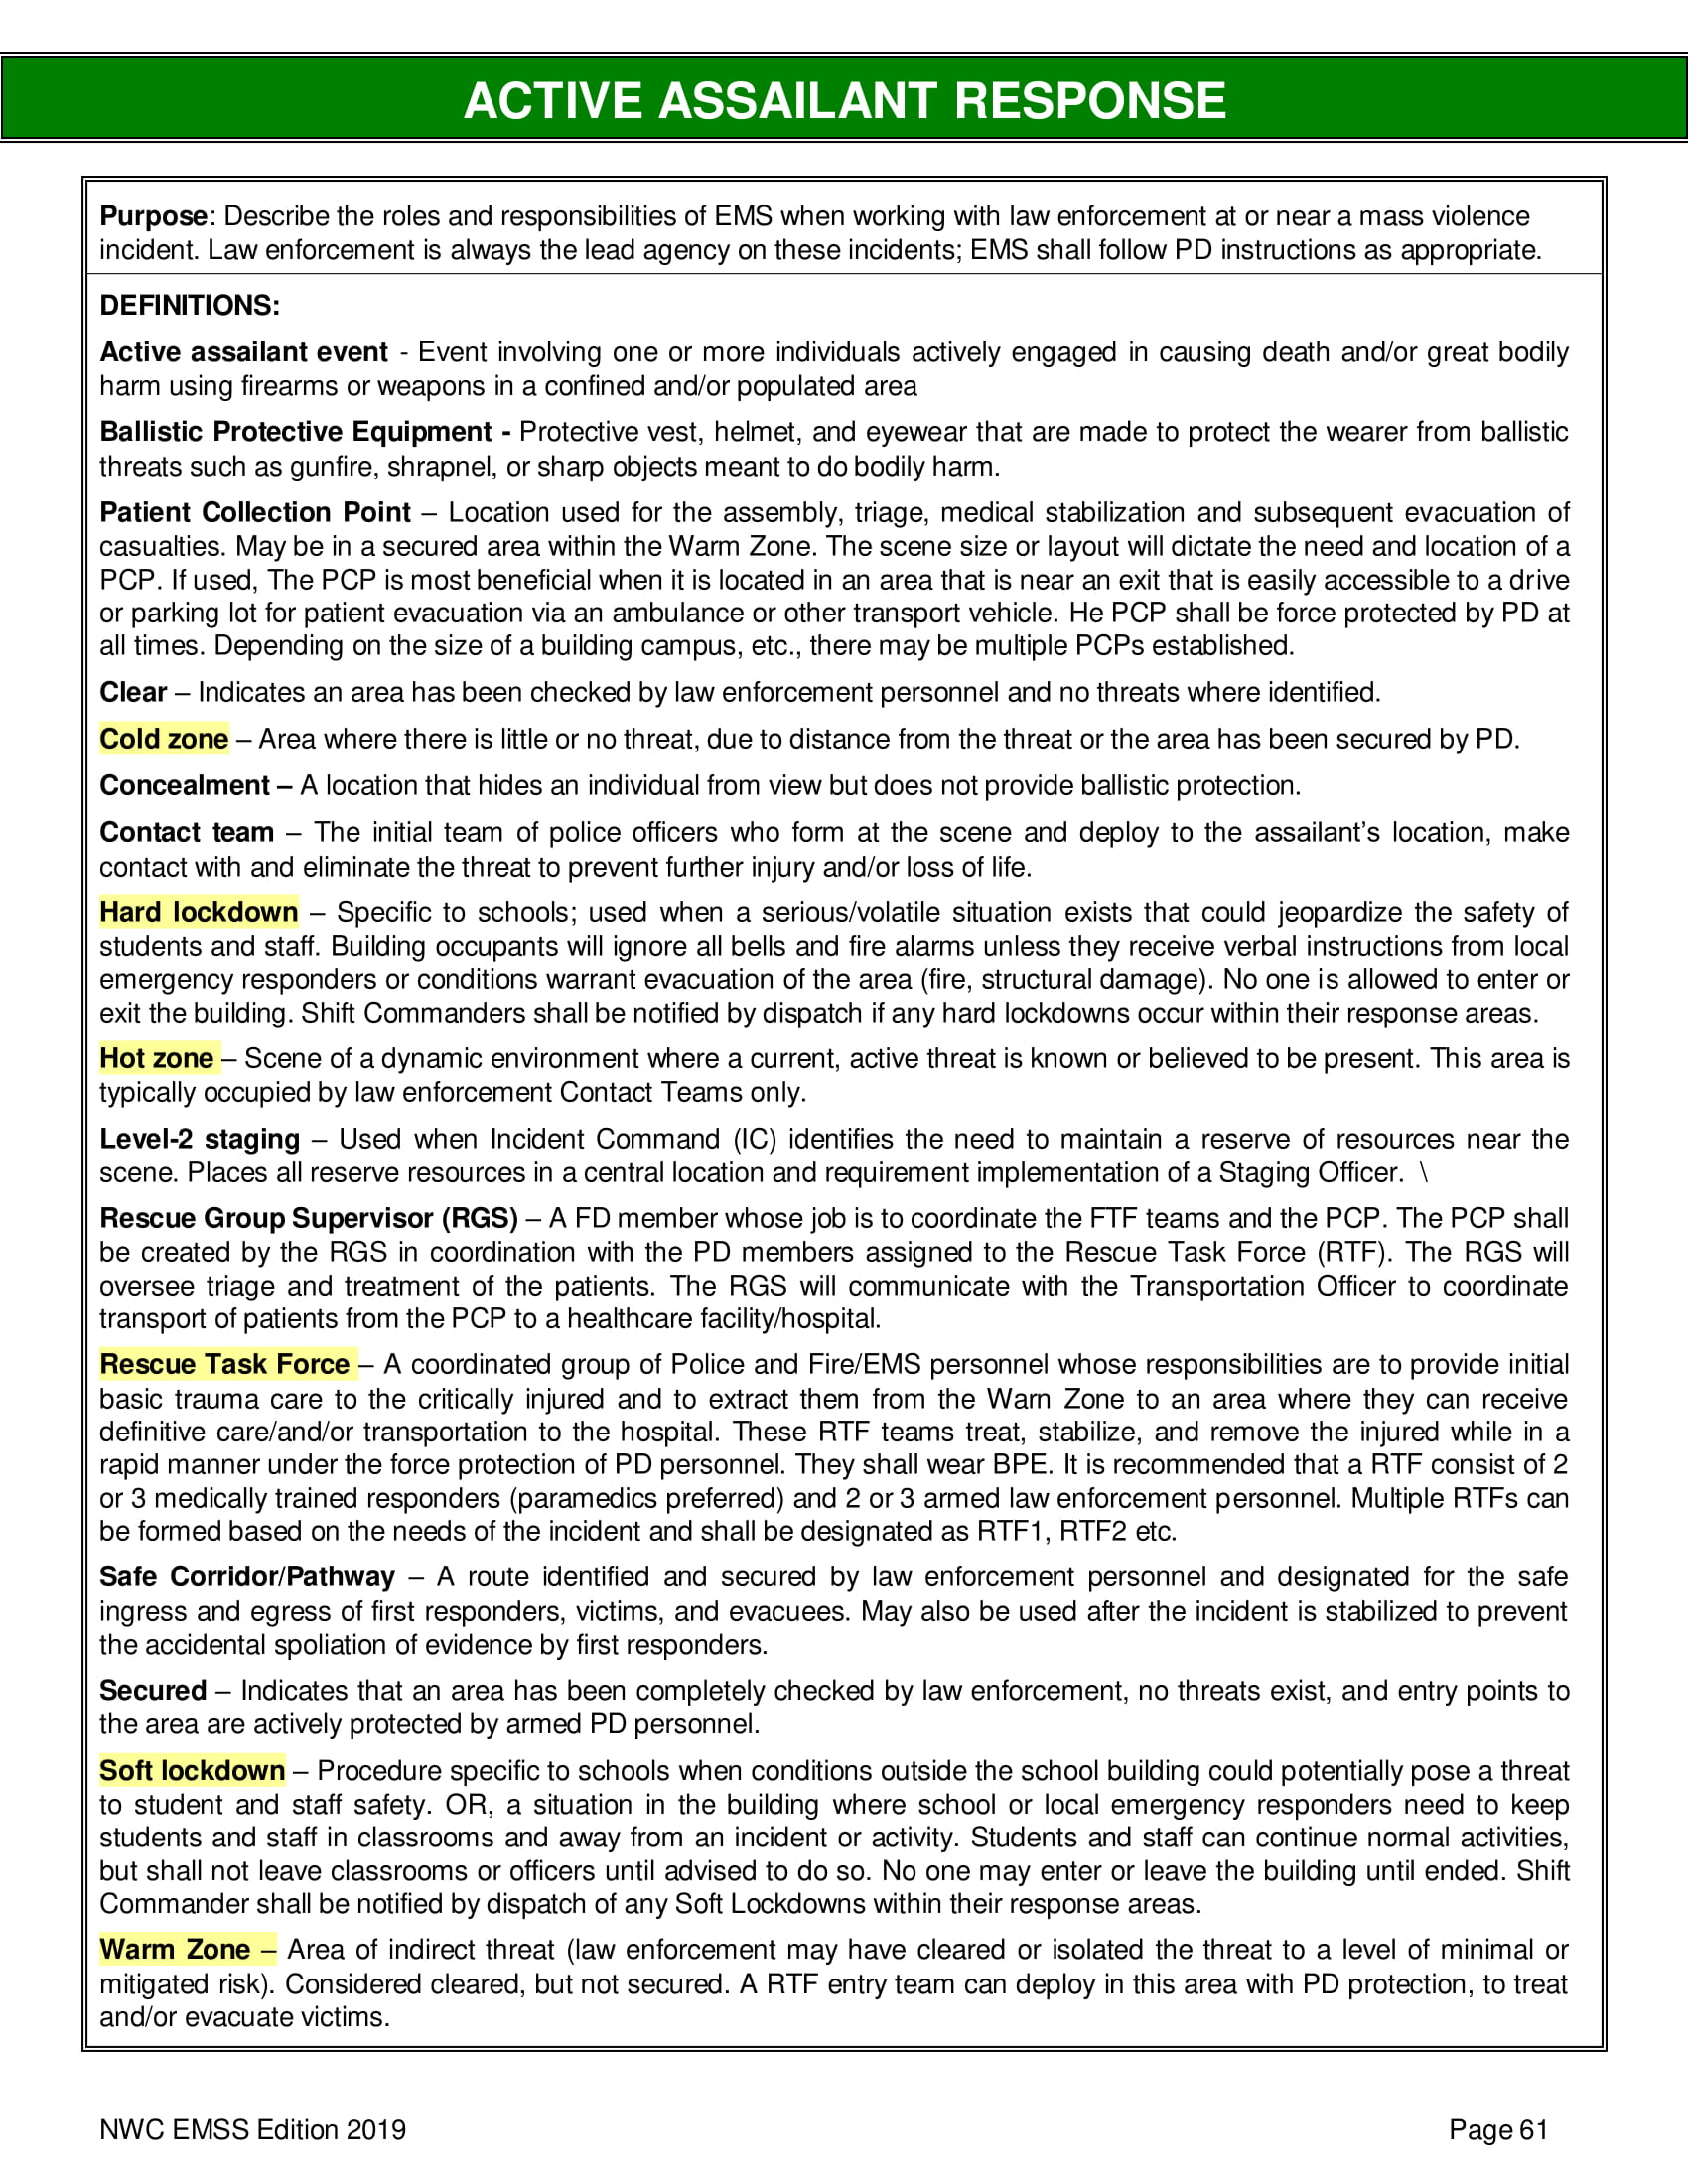 ACTIVE ASSAILANT RESPONSE
Purpose: Describe the roles and responsibilities of EMS when working with law enforcement at or near a mass violence
incident. Law enforcement is always the lead agency on these incidents; EMS shall follow PD instructions as appropriate.
DEFINITIONS:
Active assailant event - Event involving one or more individuals actively engaged in causing death and/or great bodily
harm using firearms or weapons in a confined and/or populated area
Ballistic Protective Equipment - Protective vest, helmet, and eyewear that are made to protect the wearer from ballistic
threats such as gunfire, shrapnel, or sharp objects meant to do bodily harm.
Patient Collection Point – Location used for the assembly, triage, medical stabilization and subsequent evacuation of
casualties. May be in a secured area within the Warm Zone. The scene size or layout will dictate the need and location of a
PCP. If used, The PCP is most beneficial when it is located in an area that is near an exit that is easily accessible to a drive
or parking lot for patient evacuation via an ambulance or other transport vehicle. He PCP shall be force protected by PD at
all times. Depending on the size of a building campus, etc., there may be multiple PCPs established.
Clear – Indicates an area has been checked by law enforcement personnel and no threats where identified.
Cold zone – Area where there is little or no threat, due to distance from the threat or the area has been secured by PD.
Concealment – A location that hides an individual from view but does not provide ballistic protection.
Contact team – The initial team of police officers who form at the scene and deploy to the assailant’s location, make
contact with and eliminate the threat to prevent further injury and/or loss of life.
Hard lockdown – Specific to schools; used when a serious/volatile situation exists that could jeopardize the safety of
students and staff. Building occupants will ignore all bells and fire alarms unless they receive verbal instructions from local
emergency responders or conditions warrant evacuation of the area (fire, structural damage). No one is allowed to enter or
exit the building. Shift Commanders shall be notified by dispatch if any hard lockdowns occur within their response areas.
Hot zone – Scene of a dynamic environment where a current, active threat is known or believed to be present. This area is
typically occupied by law enforcement Contact Teams only.
Level-2 staging – Used when Incident Command (IC) identifies the need to maintain a reserve of resources near the
scene. Places all reserve resources in a central location and requirement implementation of a Staging Officer. \
Rescue Group Supervisor (RGS) – A FD member whose job is to coordinate the FTF teams and the PCP. The PCP shall
be created by the RGS in coordination with the PD members assigned to the Rescue Task Force (RTF). The RGS will
oversee triage and treatment of the patients. The RGS will communicate with the Transportation Officer to coordinate
transport of patients from the PCP to a healthcare facility/hospital.
Rescue Task Force – A coordinated group of Police and Fire/EMS personnel whose responsibilities are to provide initial
basic trauma care to the critically injured and to extract them from the Warn Zone to an area where they can receive
definitive care/and/or transportation to the hospital. These RTF teams treat, stabilize, and remove the injured while in a
rapid manner under the force protection of PD personnel. They shall wear BPE. It is recommended that a RTF consist of 2
or 3 medically trained responders (paramedics preferred) and 2 or 3 armed law enforcement personnel. Multiple RTFs can
be formed based on the needs of the incident and shall be designated as RTF1, RTF2 etc.
Safe Corridor/Pathway – A route identified and secured by law enforcement personnel and designated for the safe
ingress and egress of first responders, victims, and evacuees. May also be used after the incident is stabilized to prevent
the accidental spoliation of evidence by first responders.
Secured – Indicates that an area has been completely checked by law enforcement, no threats exist, and entry points to
the area are actively protected by armed PD personnel.
Soft lockdown – Procedure specific to schools when conditions outside the school building could potentially pose a threat
to student and staff safety. OR, a situation in the building where school or local emergency responders need to keep
students and staff in classrooms and away from an incident or activity. Students and staff can continue normal activities,
but shall not leave classrooms or officers until advised to do so. No one may enter or leave the building until ended. Shift
Commander shall be notified by dispatch of any Soft Lockdowns within their response areas.
Warm Zone – Area of indirect threat (law enforcement may have cleared or isolated the threat to a level of minimal or
mitigated risk). Considered cleared, but not secured. A RTF entry team can deploy in this area with PD protection, to treat
and/or evacuate victims.
NWC EMSS Edition 2019
Page 61